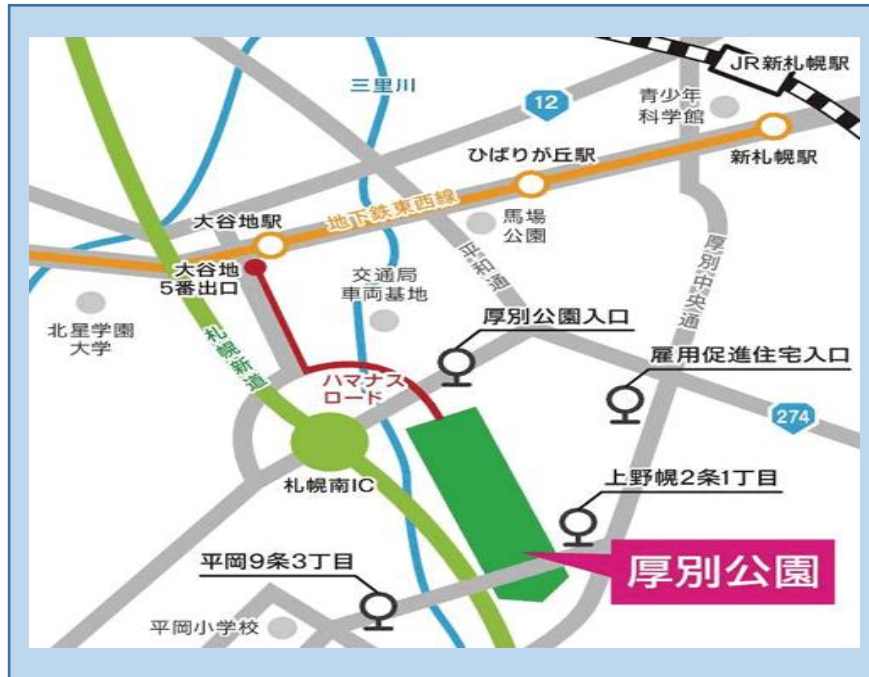 JR新札幌駅
三里川
12
青少年
科学館
ひばりが丘駅
新札幌駅
大谷地駅
地下鉄東西線
馬場
公園
大谷地
5番出口
交通局
車両基地
平和通
厚別中央通
北星学園
大学
札幌新道
厚別公園入口
雇用促進住宅入口
ハマナス
ロード
274
札幌南IC
上野幌2条1丁目
平岡9条3丁目
厚別公園
平岡小学校